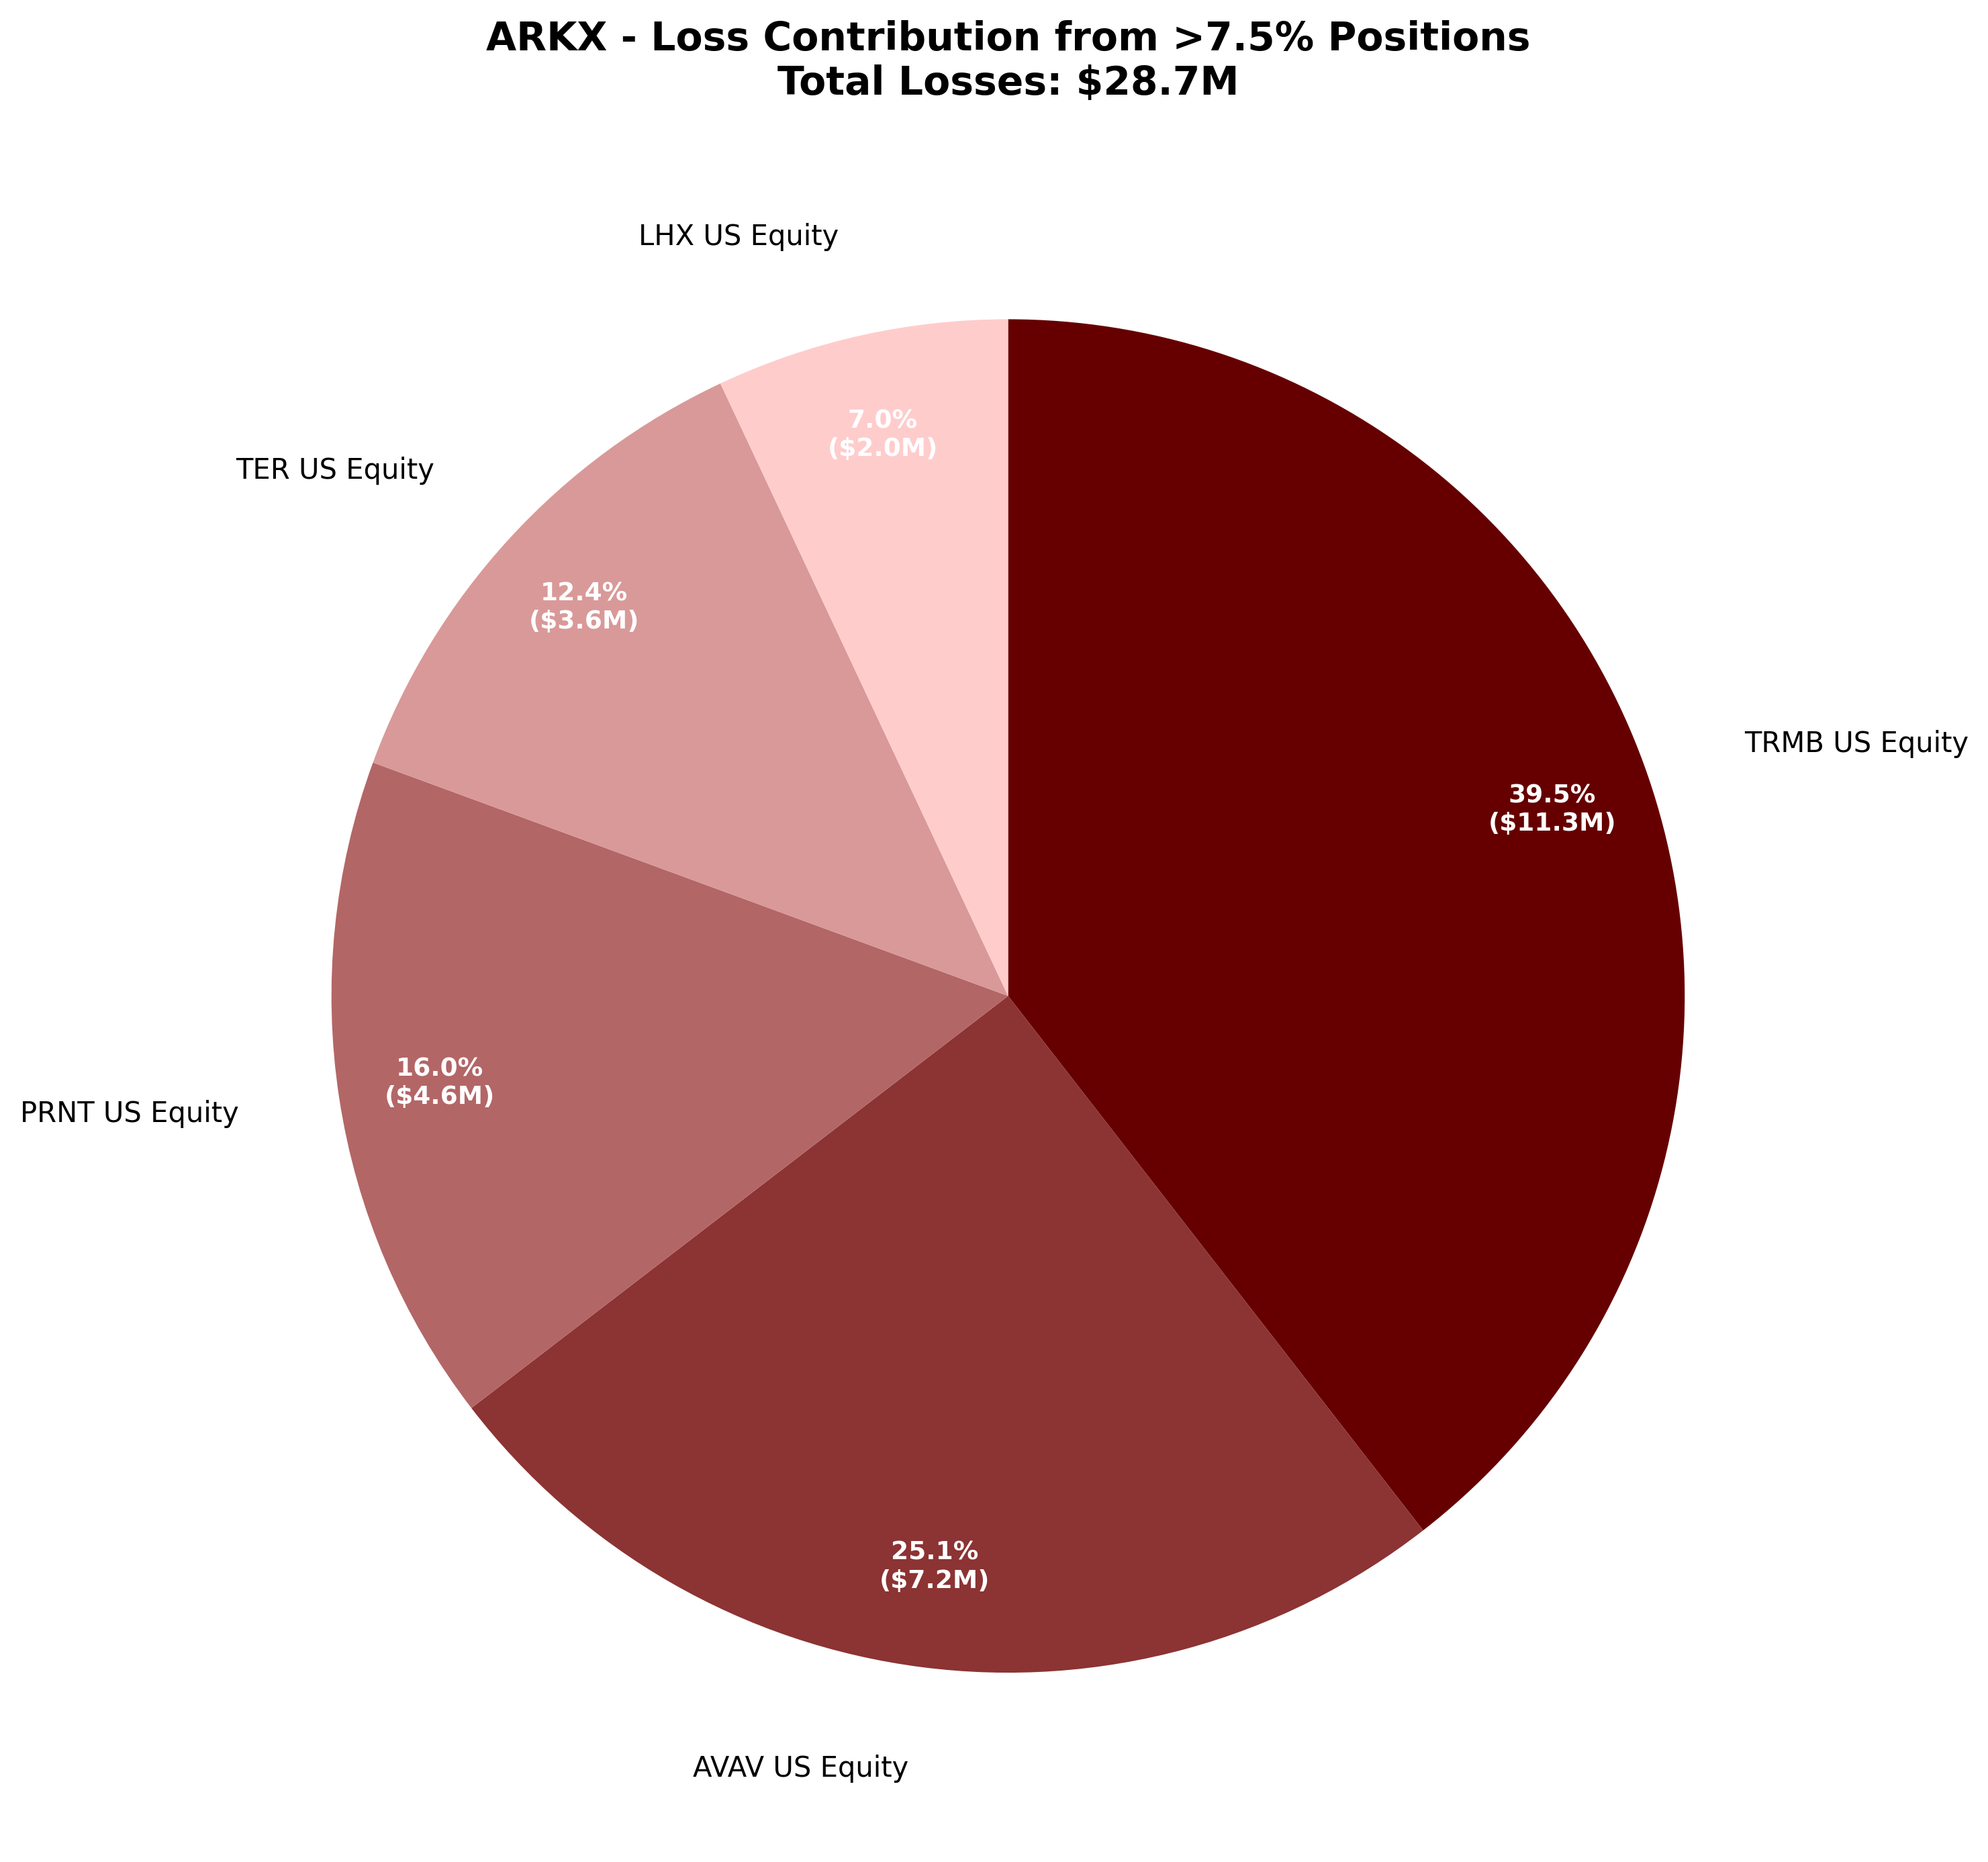 ARKX - Loss Contribution from >7.5% Positions
Total Losses: $28.7M
LHX US Equity
7.0%
($2.0M)
TER US Equity
12.4%
($3.6M)
TRMB US Equity
39.5%
($11.3M)
PRNT US Equity
16.0%
($4.6M)
25.1%
($7.2M)
AVAV US Equity